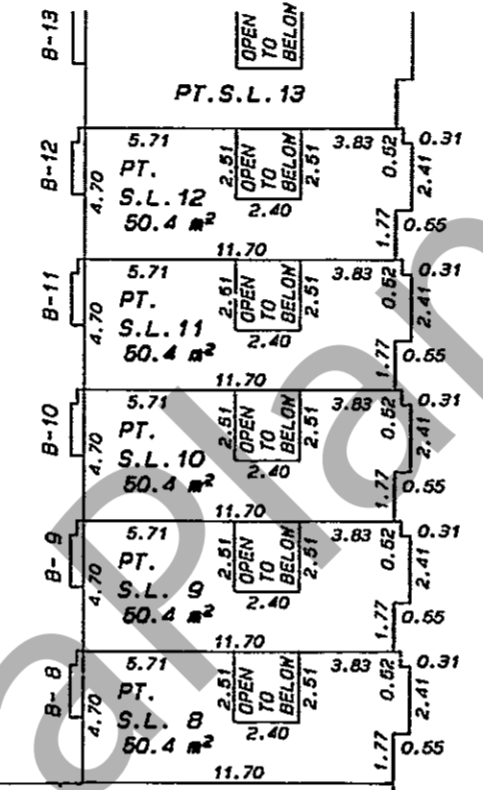 B-13
OPEN
TO
BELOW
PT.S.L. 13
B-12
5.71
PT.
S.L. 12
50.4 m²
4.70
2.51
OPEN
TO
BELOW
2.51
2.40
3.83
0.52
0.31
2.41
1.77
0.55
11.70
B-11
5.71
PT.
S.L. 11
50.4 m²
4.70
2.51
OPEN
TO
BELOW
2.51
2.40
3.83
0.52
0.31
2.41
1.77
0.55
11.70
B-10
5.71
PT.
S.L. 10
50.4 m²
4.70
2.51
OPEN
TO
BELOW
2.51
2.40
3.83
0.52
0.31
2.41
1.77
0.55
11.70
B- 9
5.71
PT.
S.L. 9
50.4 m²
4.70
2.51
OPEN
TO
BELOW
2.51
2.40
3.83
0.52
0.31
2.41
1.77
0.55
11.70
B- 8
5.71
PT.
S.L. 8
50.4 m²
4.70
2.51
OPEN
TO
BELOW
2.51
2.40
3.83
0.52
0.31
2.41
1.77
0.55
11.70